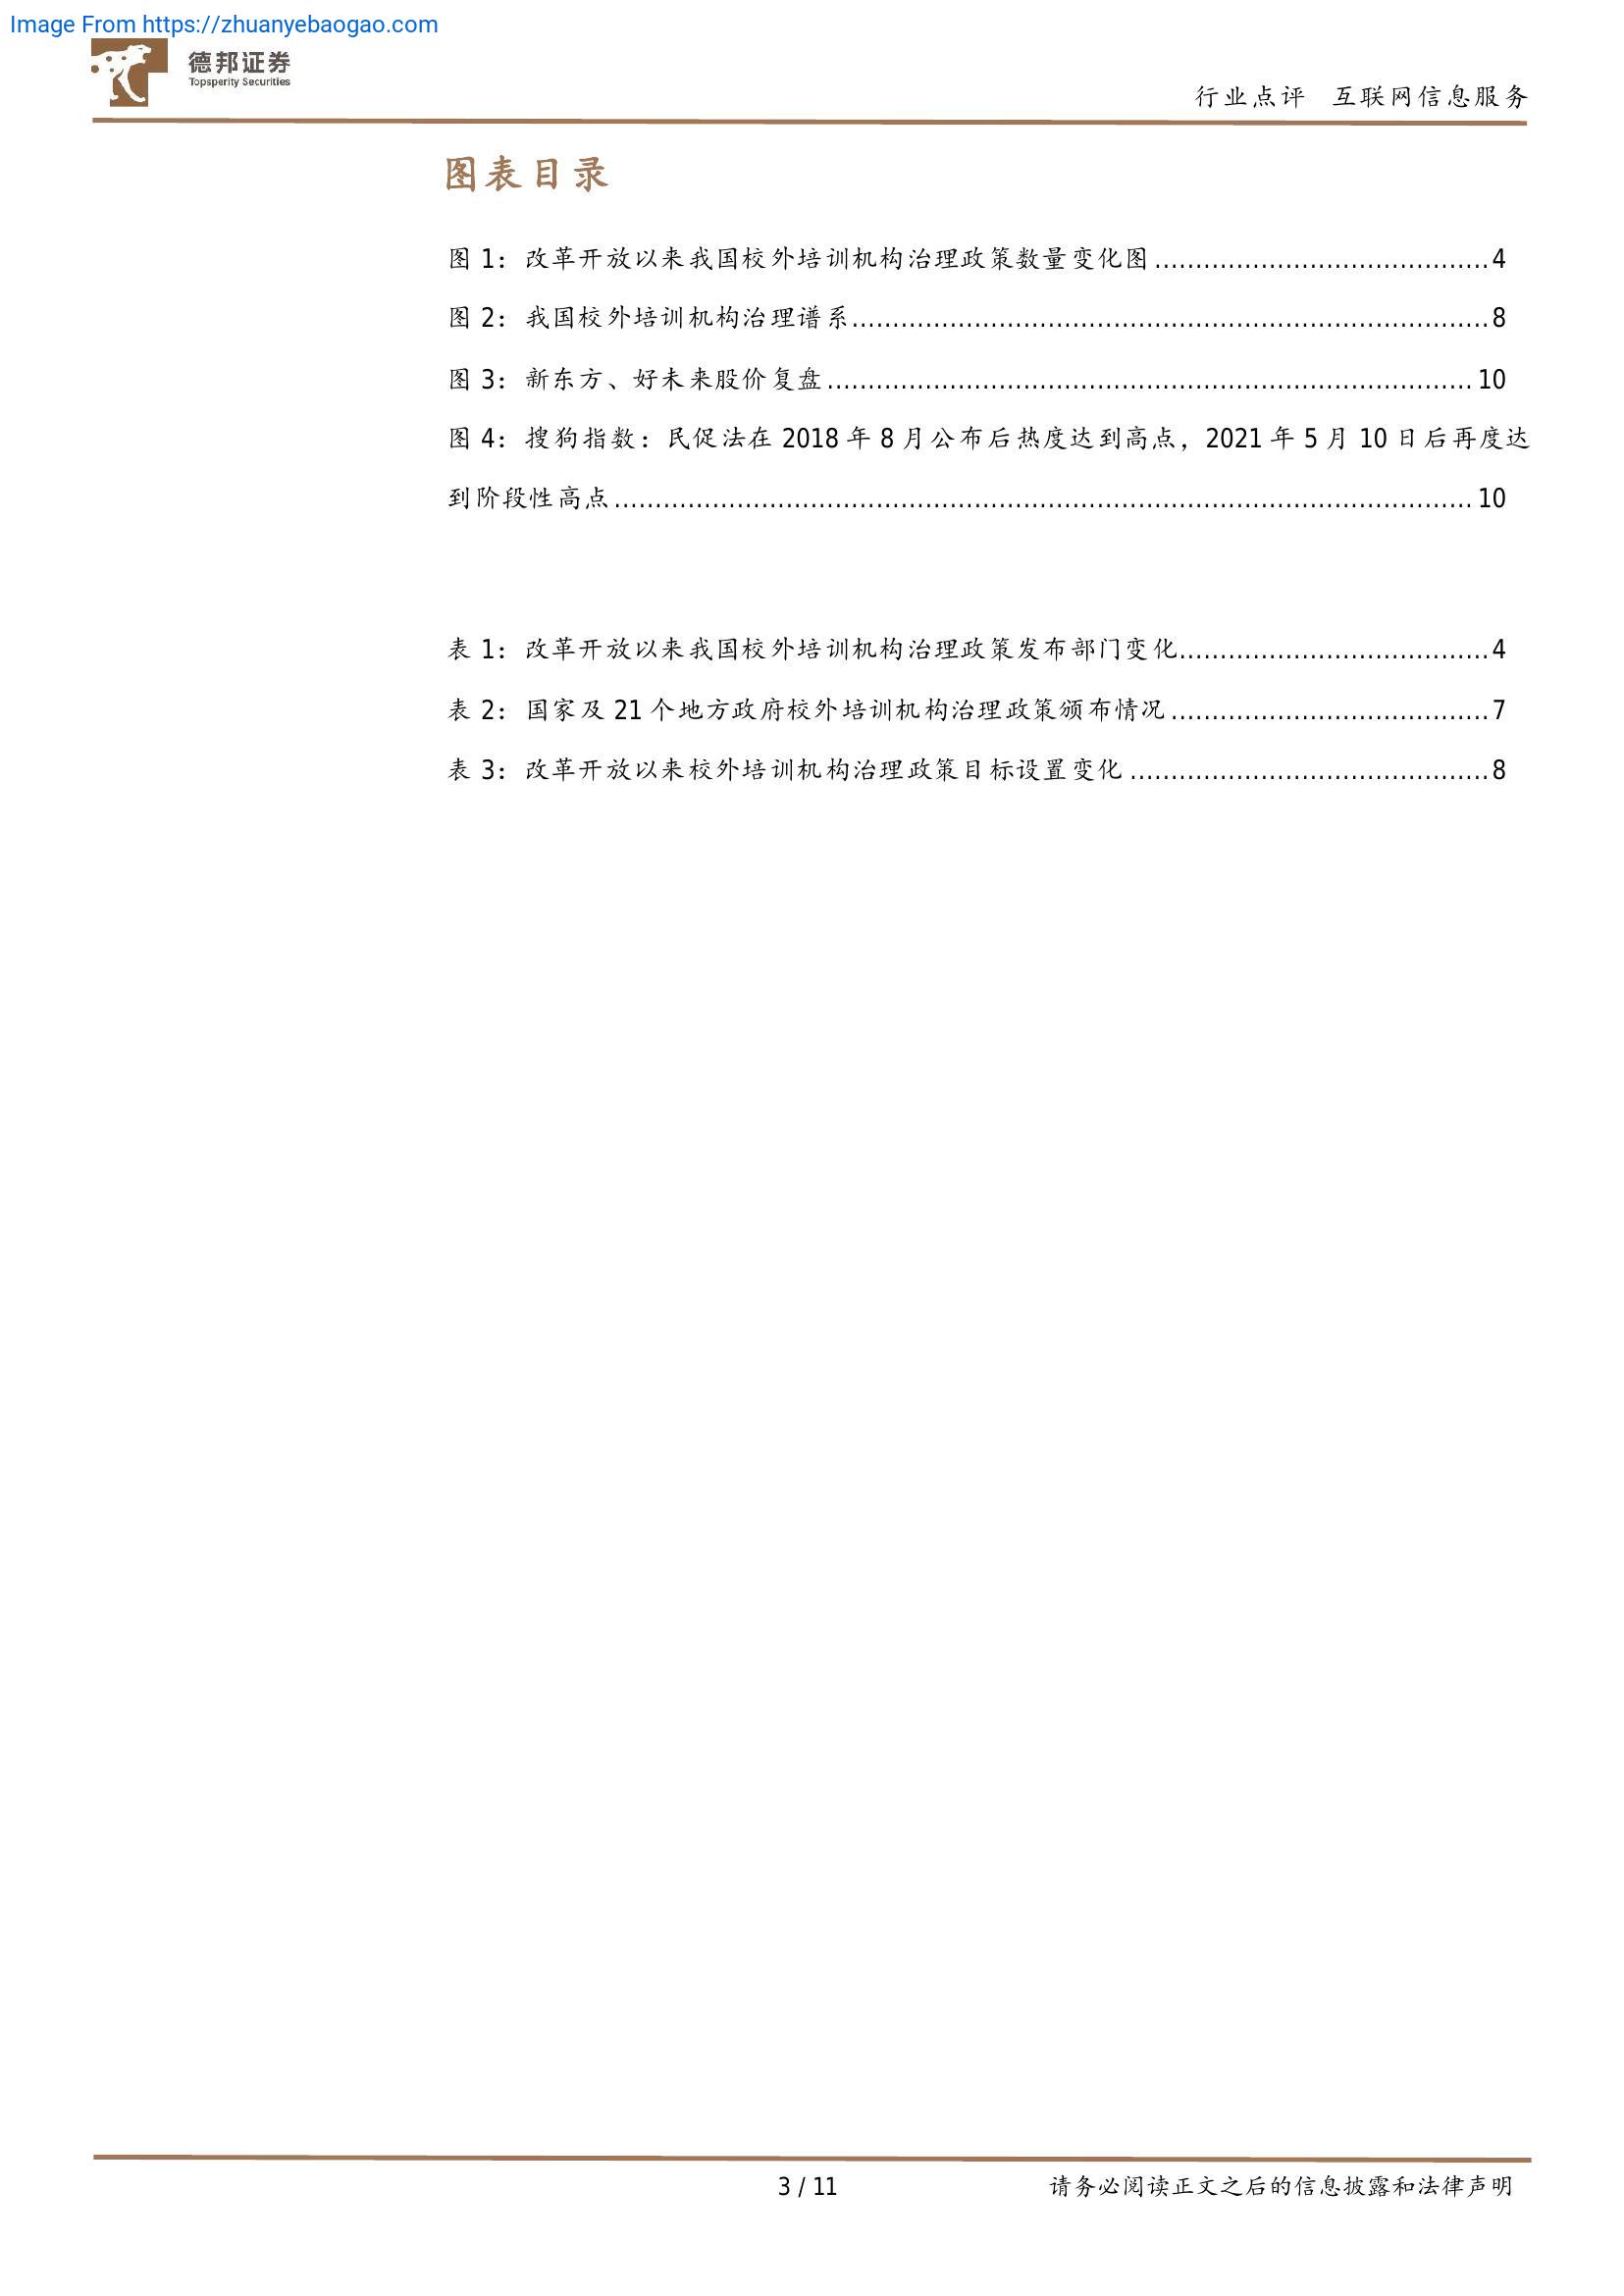 Image From https://zhuanyebaogao.com
德邦证券
Topsperity Securities
行业点评 互联网信息服务
图表目录
图 1：改革开放以来我国校外培训机构治理政策数量变化图.........................................4
图 2：我国校外培训机构治理谱系..............................................................................8
图 3：新东方、好未来股价复盘............................................................................... 10
图 4：搜狗指数：民促法在 2018 年 8 月公布后热度达到高点，2021 年 5 月 10 日后再度达
到阶段性高点......................................................................................................... 10
表 1：改革开放以来我国校外培训机构治理政策发布部门变化......................................4
表 2：国家及 21 个地方政府校外培训机构治理政策颁布情况.......................................7
表 3：改革开放以来校外培训机构治理政策目标设置变化............................................8
3 / 11
请务必阅读正文之后的信息披露和法律声明